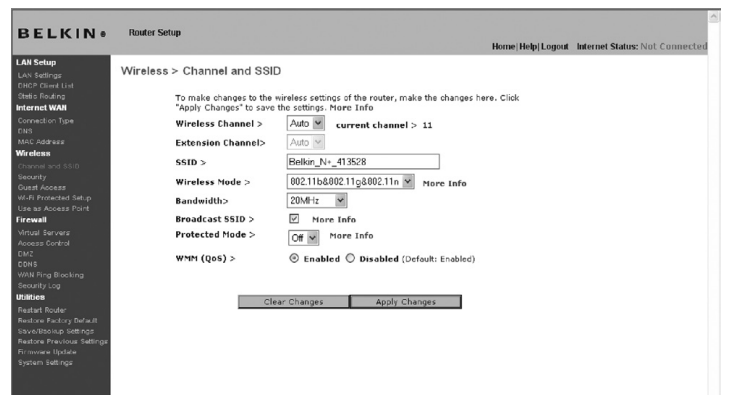 BELKIN®
Router Setup
Home|Help|Logout Internet Status: Not Connected
LAN Setup
LAN Settings
DHCP Client List
Static Routing
Internet WAN
Connection Type
DNS
MAC Address
Wireless
Channel and SSID
Security
Guest Access
Wi-Fi Protected Setup
Use as Access Point
Firewall
Virtual Servers
Access Control
DMZ
DDNS
WAN Ping Blocking
Security Log
Utilities
Restart Router
Restore Factory Default
Save/Backup Settings
Restore Previous Settings
Firmware Update
System Settings
Wireless > Channel and SSID
To make changes to the wireless settings of the router, make the changes here. Click
"Apply Changes" to save the settings. More Info
Wireless Channel > Auto current channel > 11
Extension Channel> Auto
SSID > Belkin_N+_413528
Wireless Mode > 802.11b&802.11g&802.11n More Info
Bandwidth> 20MHz
Broadcast SSID > More Info
Protected Mode > Off More Info
WMM (QoS) > Enabled Disabled (Default: Enabled)
Clear Changes Apply Changes